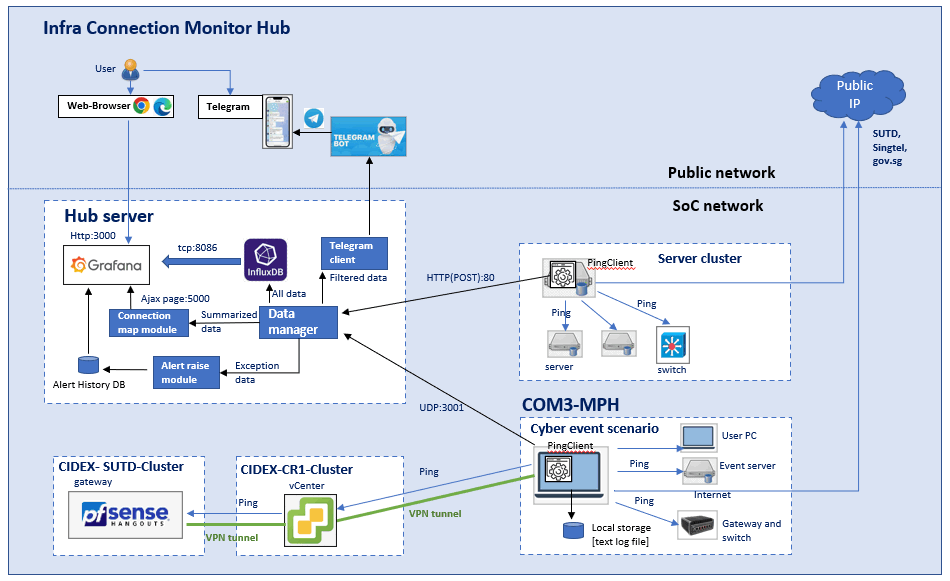 Infra Connection Monitor Hub
User
Web-Browser
Telegram
TELEGRAM
BOT
Public
IP
SUTD,
Singtel,
gov.sg
Public network
SoC network
Hub server
Http:3000
tcp:8086
Grafana
InfluxDB
Telegram
client
Filtered data
All data
Ajax page:5000
Connection
map module
Summarized
data
Data
manager
Alert raise
module
Exception
data
Alert History DB
HTTP(POST):80
UDP:3001
Server cluster
PingClient
Ping
Ping
server
switch
COM3-MPH
Cyber event scenario
PingClient
User PC
Ping
Event server
Internet
Ping
Gateway and
switch
Local storage
[text log file]
CIDEX- SUTD-Cluster
gateway
pfsense
HANGOUTS
CIDEX-CR1-Cluster
vCenter
Ping
Ping
VPN tunnel
VPN tunnel